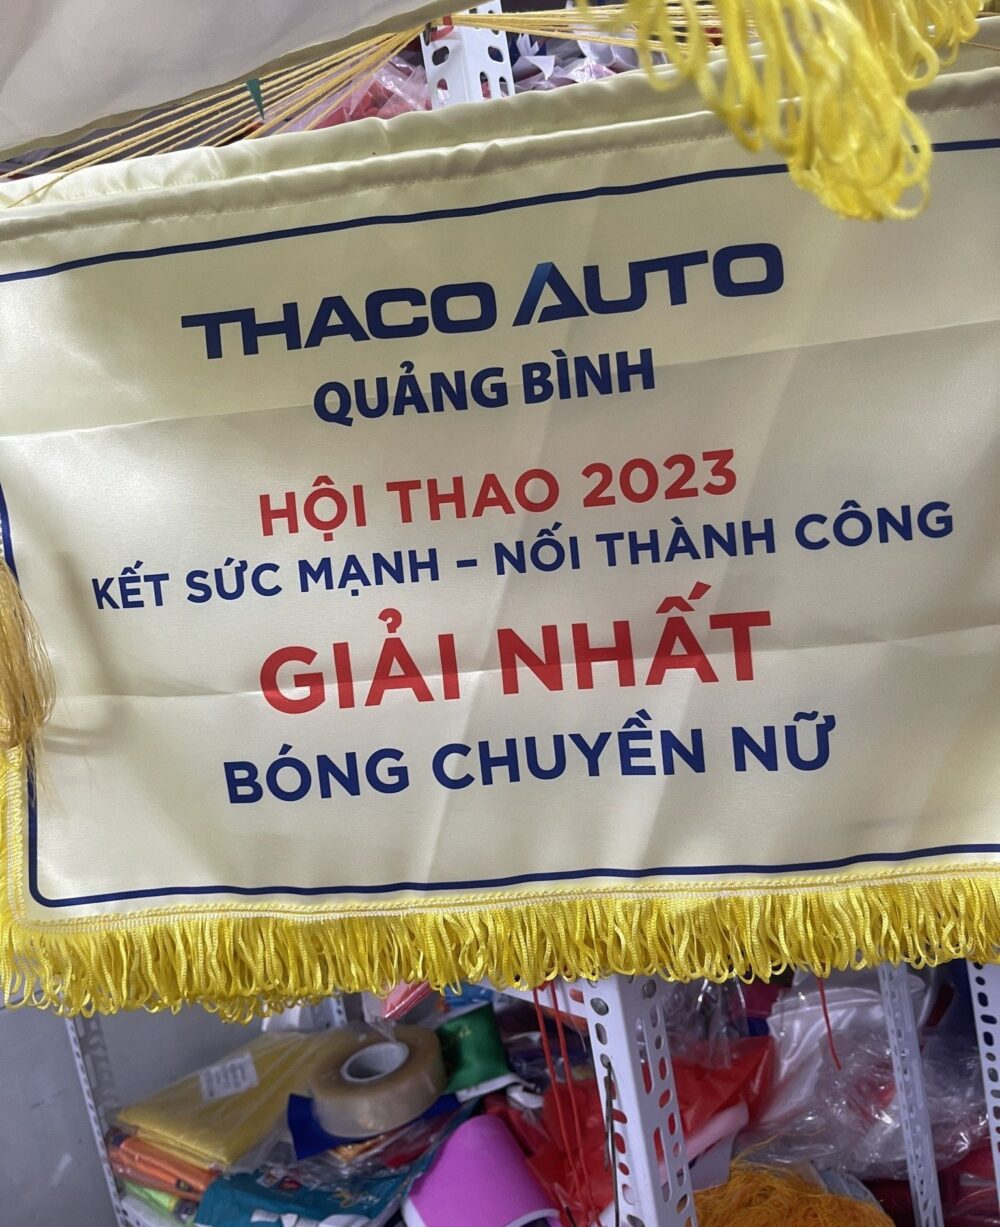 THACO AUTO
QUẢNG BÌNH
HỘI THAO 2023
KẾT SỨC MẠNH - NỐI THÀNH CÔNG
GIẢI NHẤT
BÓNG CHUYỀN NỮ